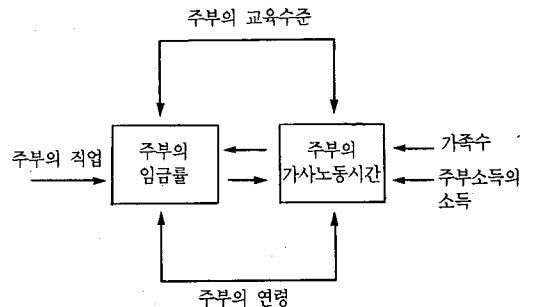 주부의 교육수준
주부의 직업
주부의
임금률
주부의
가사노동시간
가족수
주부소득의
소득
주부의 연령